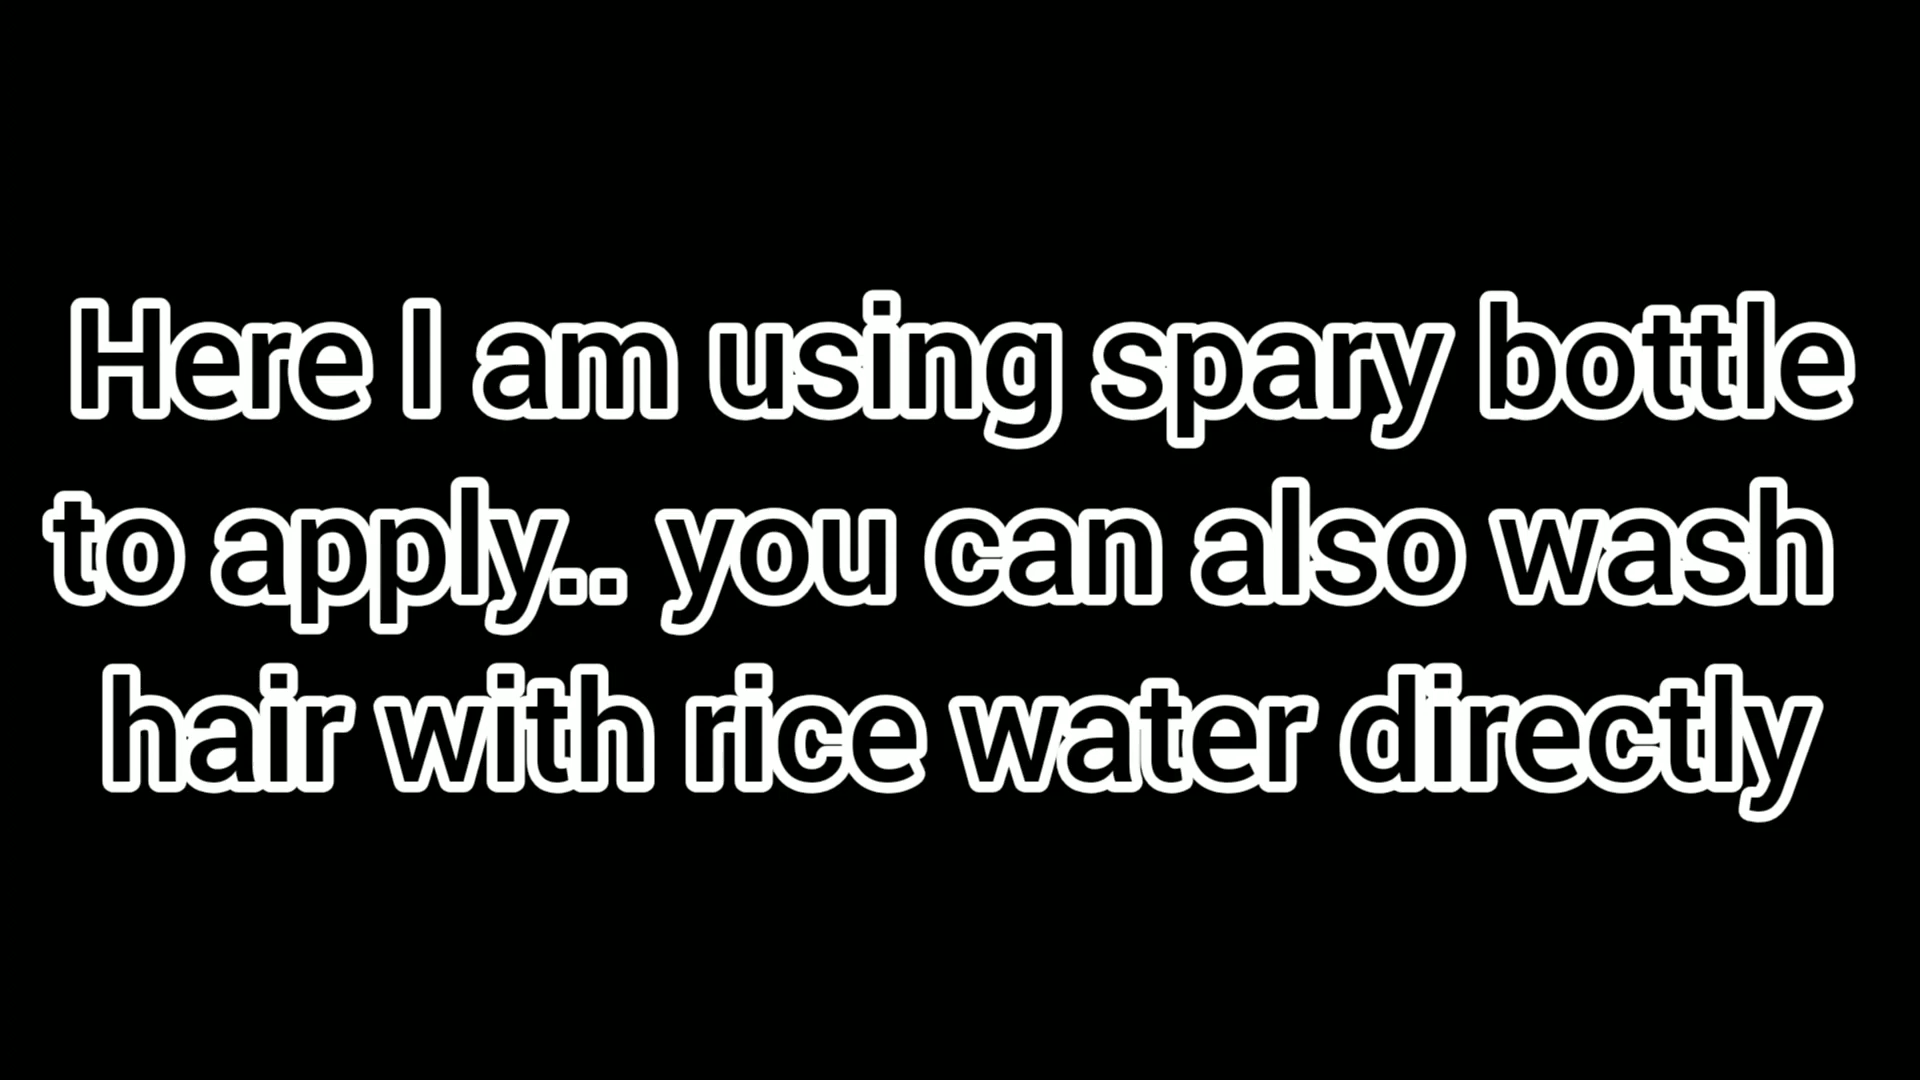 Here I am using spary bottle
to apply.. you can also wash
hair with rice water directly